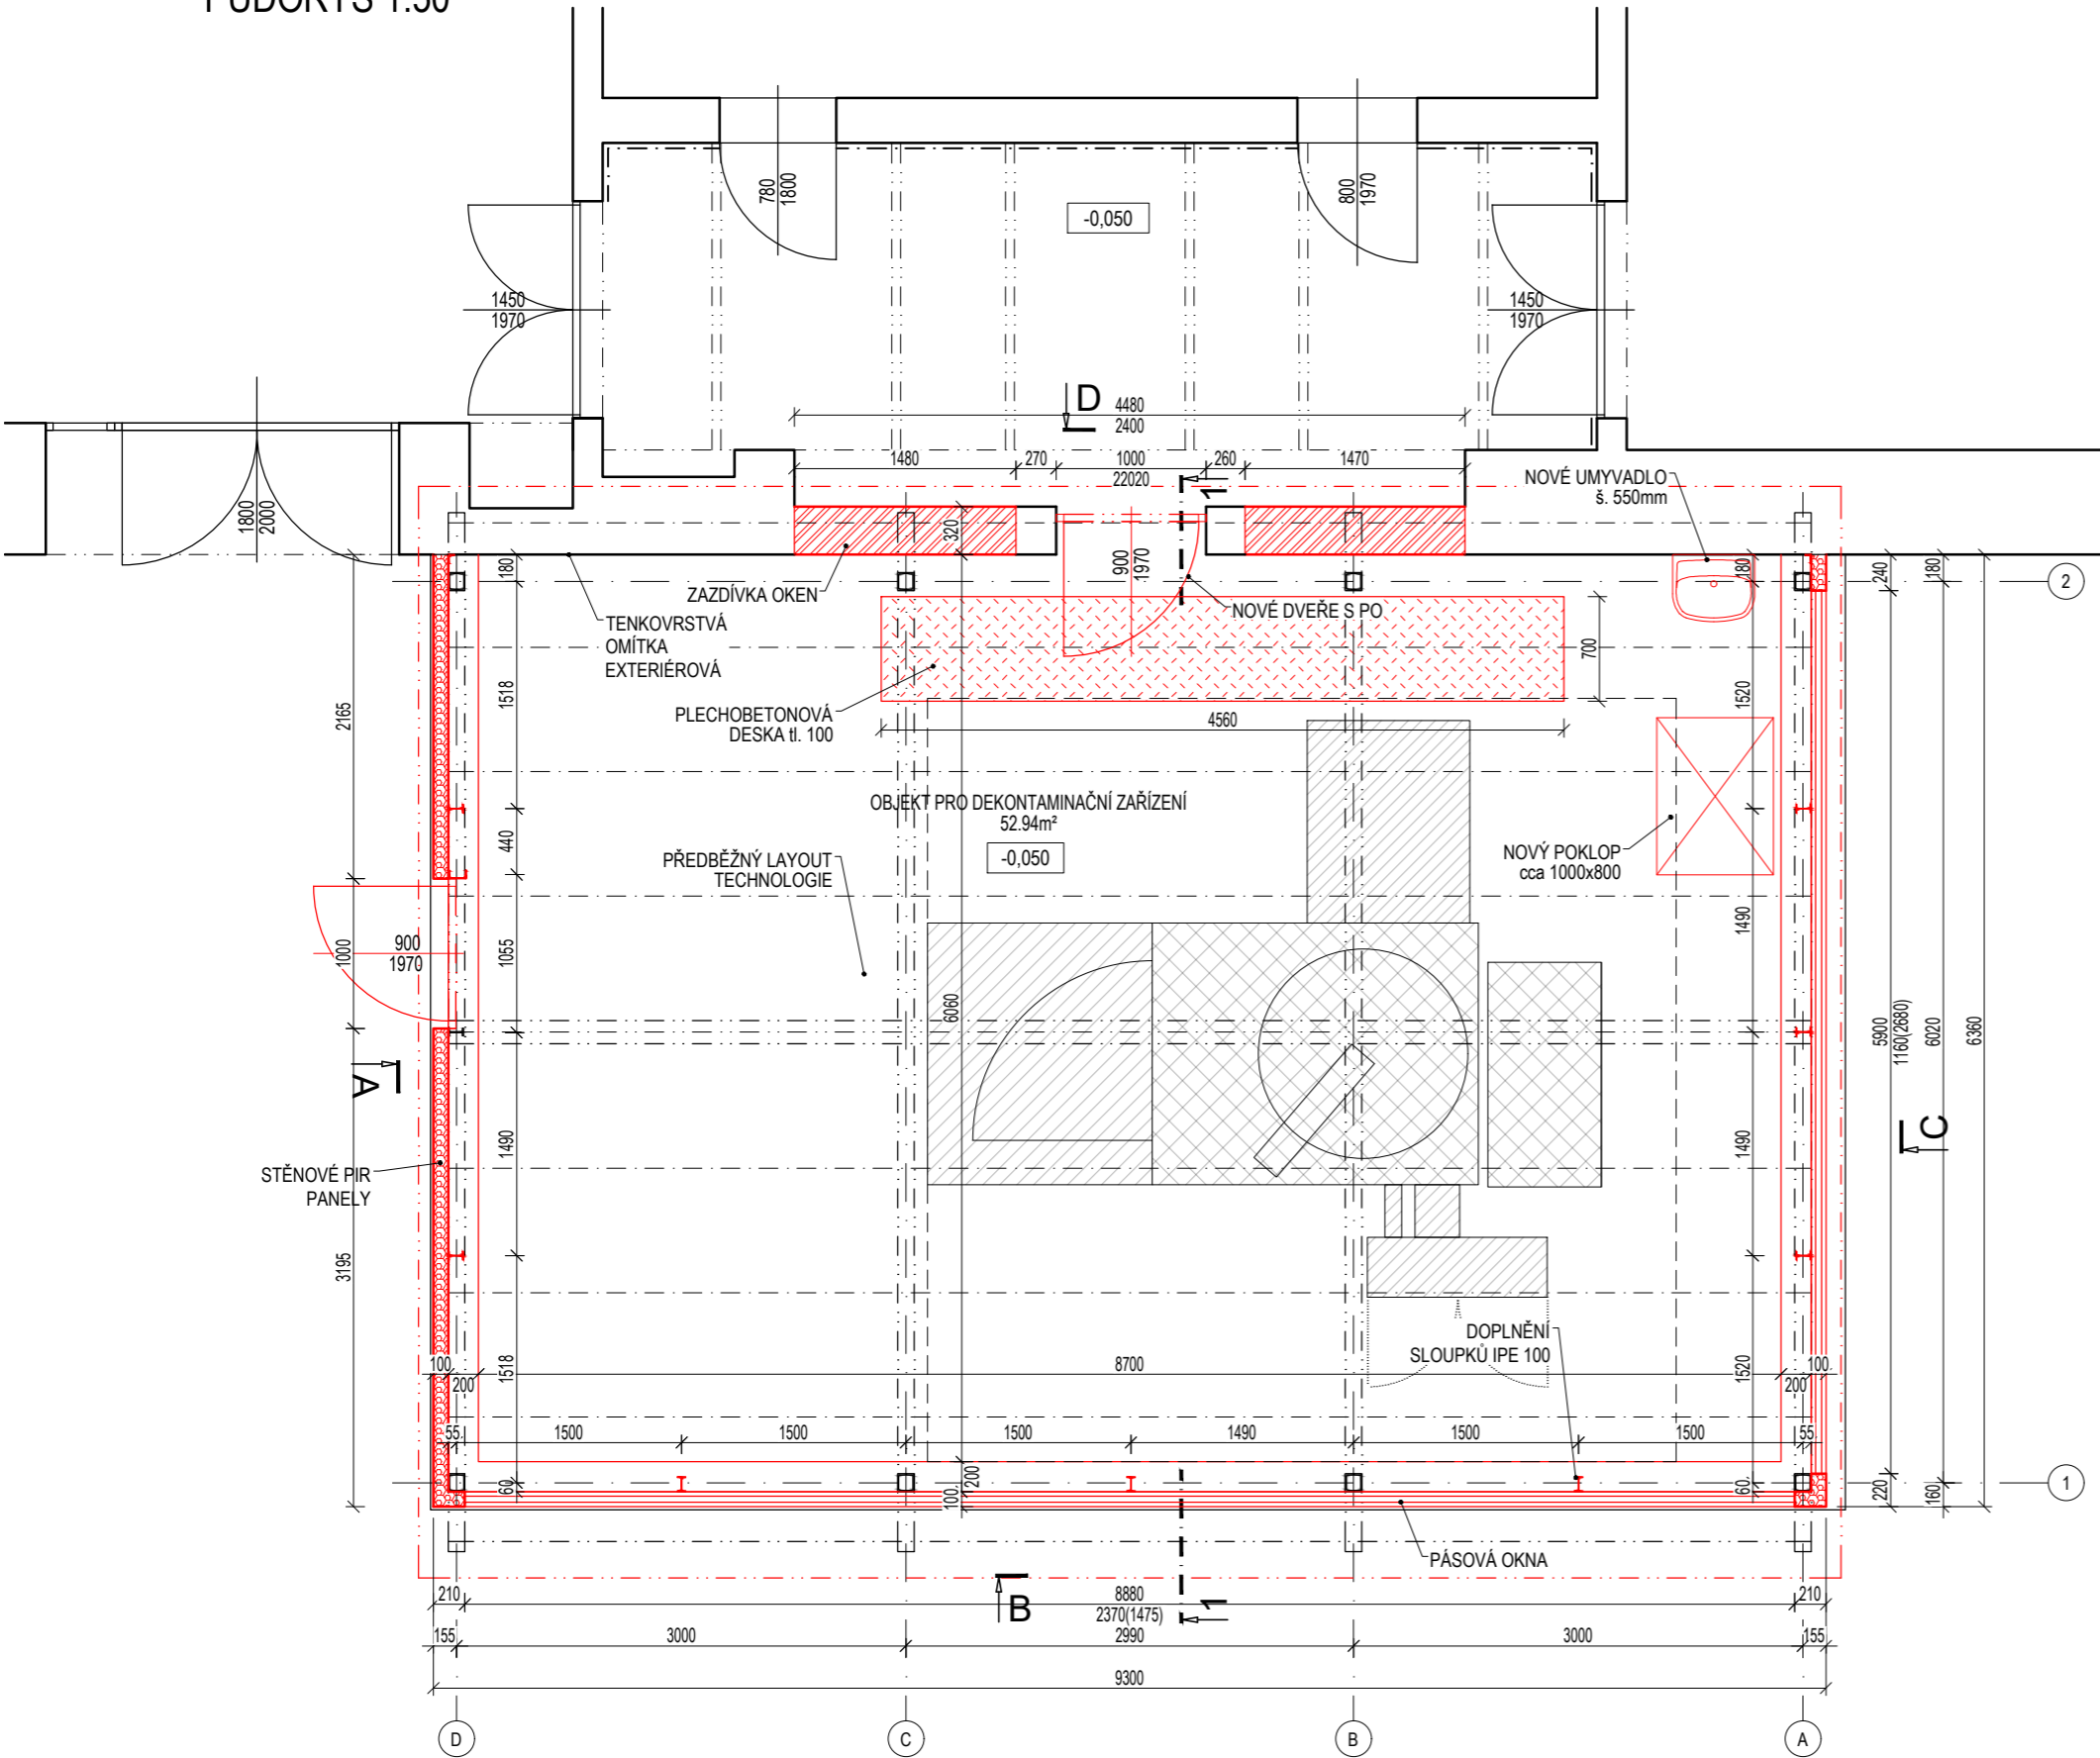 PŮDORYS 1:50
780
1800
800
1970
-0,050
1450
1970
1450
1970
D
4480
2400
1480
270
1000
260
1470
22020
1
NOVÉ UMYVADLO
š. 550mm
1800
2000
320
900
1970
180
180
240
180
2
ZAZDÍVKA OKEN
NOVÉ DVEŘE S PO
TENKOVRSTVÁ
OMÍTKA
EXTERIÉROVÁ
700
1518
1520
2165
PLECHOBETONOVÁ
DESKA tl. 100
4560
OBJEKT PRO DEKONTAMINAČNÍ ZAŘÍZENÍ
52.94m²
-0,050
440
PŘEDBĚŽNÝ LAYOUT
TECHNOLOGIE
NOVÝ POKLOP
cca 1000x800
1490
900
1970
1000
1055
6060
5900
1160(2680)
6020
6360
A
C
1490
1490
STĚNOVÉ PIR
PANELY
3195
DOPLNĚNÍ
SLOUPKŮ IPE 100
100
200
1518
8700
1520
200
100
55
1500
1500
1500
1490
1500
1500
55
60
200
100
60
220
160
1
PÁSOVÁ OKNA
B
1
210
8880
2370(1475)
210
155
3000
2990
3000
155
9300
D
C
B
A